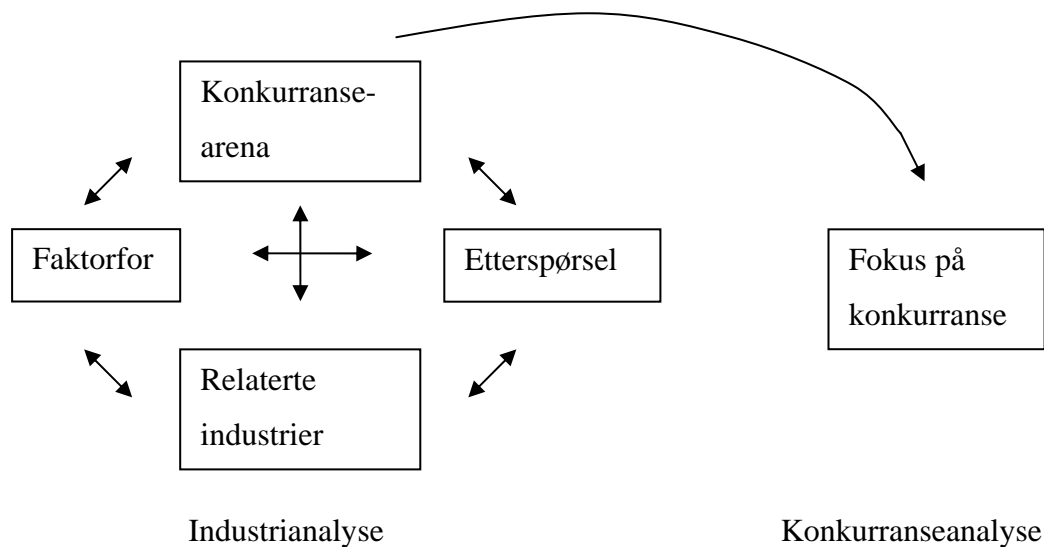 Konkurranse-
arena
Faktorfor
Etterspørsel
Fokus på
konkurranse
Relaterte
industrier
Industrianalyse
Konkurranseanalyse